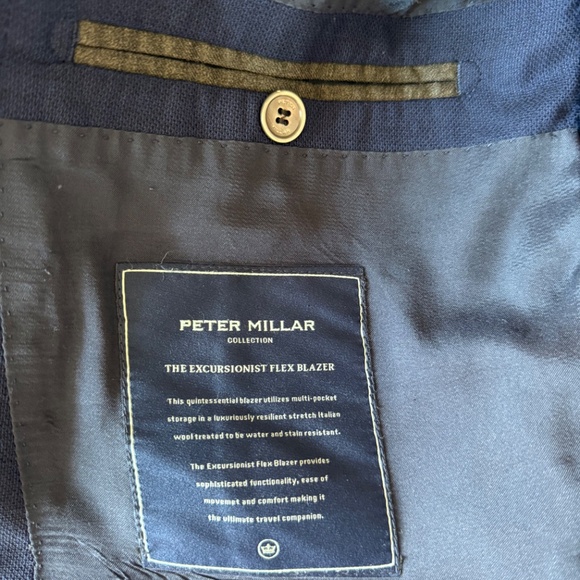 PETER MILLAR
COLLECTION
THE EXCURSIONIST FLEX BLAZER
This quintessential blazer utilizes multi-pocket
storage in a luxuriously resilient stretch Italian
wool treated to be water and stain resistant.
The Excursionist Flex Blazer provides
sophisticated functionality, ease of
movemet and comfort making it
the ultimate travel companion.